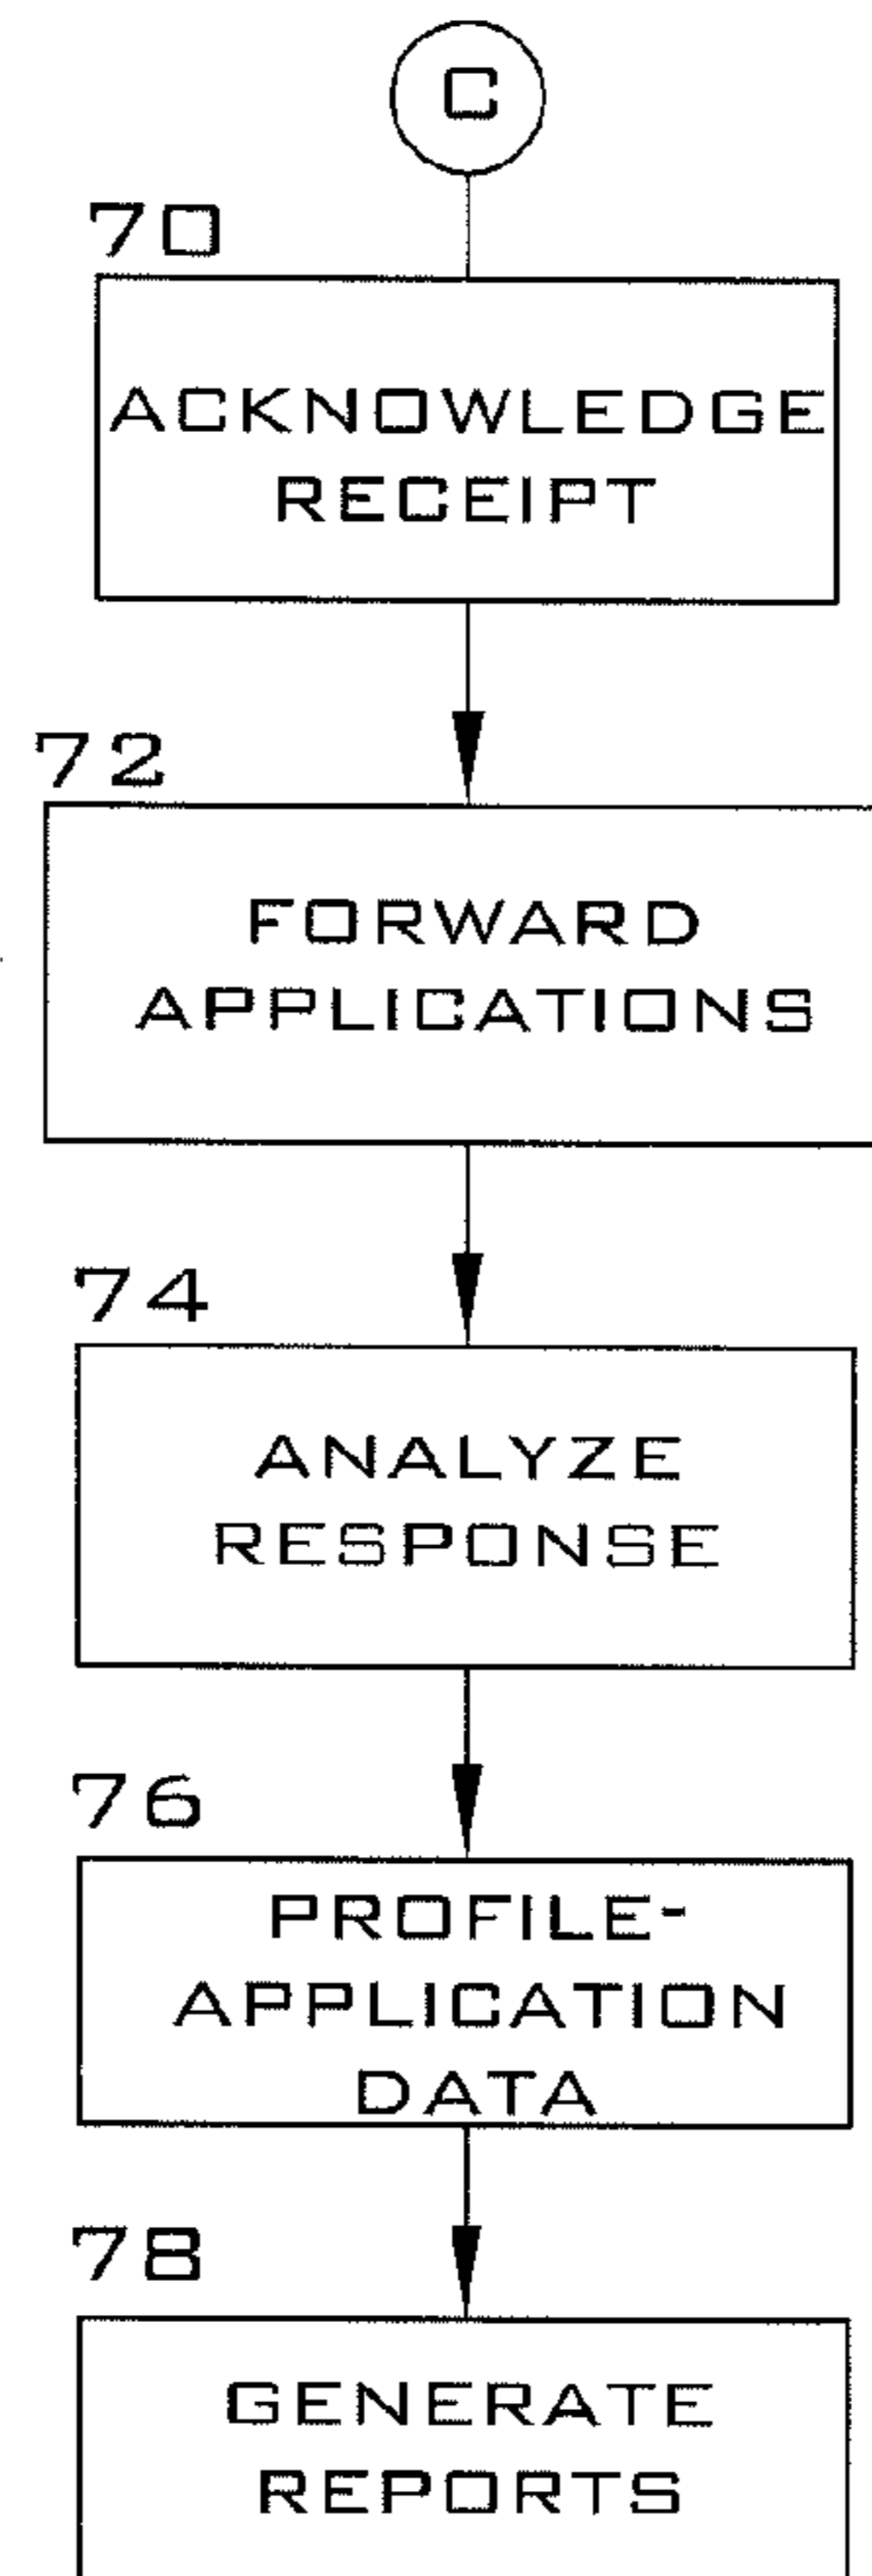 C
70
ACKNOWLEDGE
RECEIPT
72
FORWARD
APPLICATIONS
74
ANALYZE
RESPONSE
76
PROFILE-
APPLICATION
DATA
78
GENERATE
REPORTS